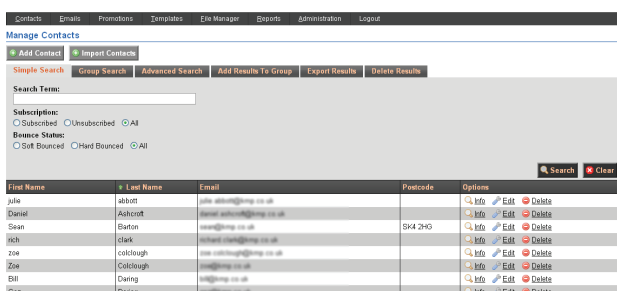 Contacts Emails Promotions Templates File Manager Reports Administration Logout
Manage Contacts
Add Contact Import Contacts
Simple Search Group Search Advanced Search Add Results To Group Export Results Delete Results
Search Term:
Subscription:
Subscribed Unsubscribed All
Bounce Status:
Soft Bounced Hard Bounced All
Search Clear
First Name Last Name Email Postcode Options
julie abbott Info Edit Delete
Daniel Ashcroft Info Edit Delete
Sean Barton SK4 2HG Info Edit Delete
rich clark Info Edit Delete
zoe colclough Info Edit Delete
Zoe Colclough Info Edit Delete
Bill Daring Info Edit Delete
Info Edit Delete